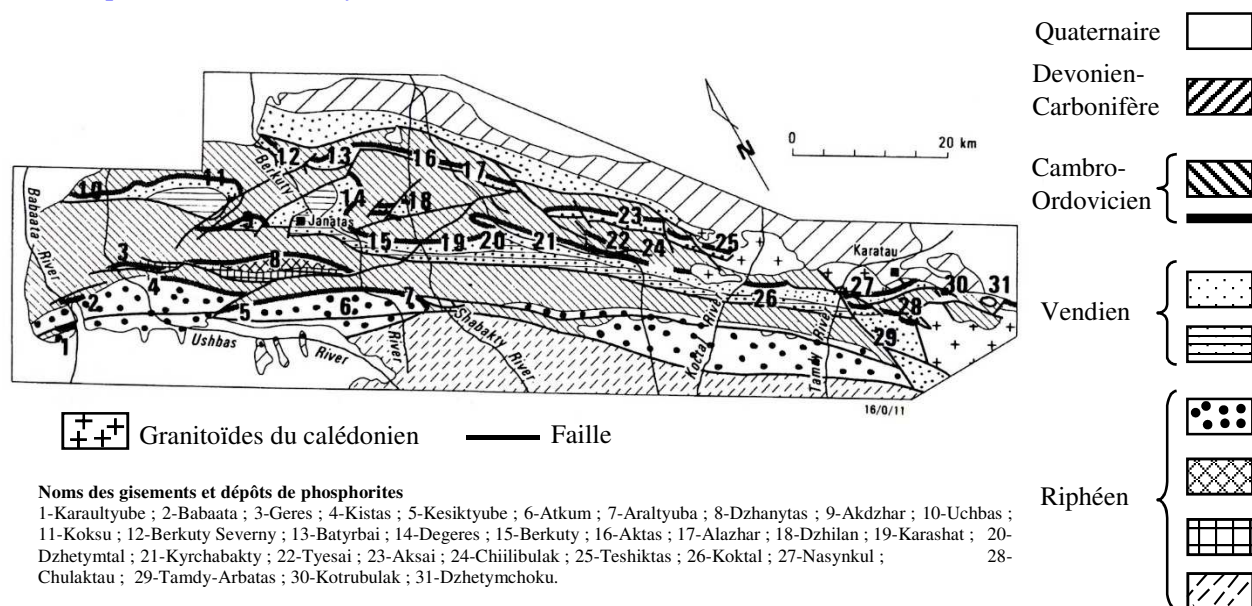 Quaternaire
Devonien-
Carbonifère
Cambro-
Ordovicien
Vendien
Riphéen
N
0 20 km
Babaata River
Berkuty
Janatas
Karatau
Ushbas River
River
Shabakty River
Kocta River
Tamdy River
1
2
3
4
5
6
7
8
9
10
11
12
13
14
15
16
17
18
19
20
21
22
23
24
25
26
27
28
29
30
31
16/0/11
Granitoïdes du calédonien
Faille
Noms des gisements et dépôts de phosphorites
1-Karaultyube ; 2-Babaata ; 3-Geres ; 4-Kistas ; 5-Kesiktyube ; 6-Atkum ; 7-Araltyuba ; 8-Dzhanytas ; 9-Akdzhar ; 10-Uchbas ;
11-Koksu ; 12-Berkuty Severny ; 13-Batyrbai ; 14-Degeres ; 15-Berkuty ; 16-Aktas ; 17-Alazhar ; 18-Dzhilan ; 19-Karashat ; 20-
Dzhetymtal ; 21-Kyrchabakty ; 22-Tyesai ; 23-Aksai ; 24-Chiilibulak ; 25-Teshiktas ; 26-Koktal ; 27-Nasynkul ; 28-
Chulaktau ; 29-Tamdy-Arbatas ; 30-Kotrubulak ; 31-Dzhetymchoku.